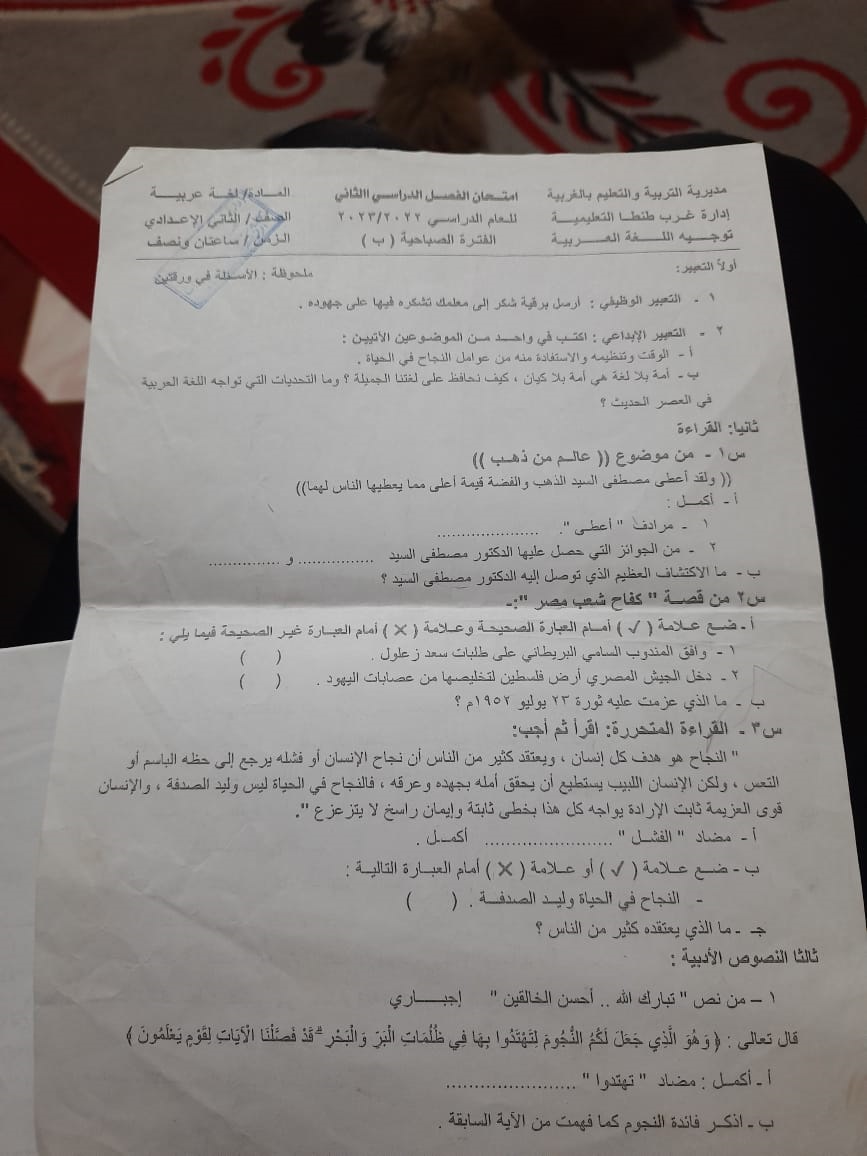 مديرية التربية والتعليم بالغربية امتحان الفصل الدراسي االثاني المادة/ لغة عربية
إدارة غرب طنطا التعليمية للعام الدراسي ٢٠٢٣/٢٠٢٢ الصف/ الثاني الإعدادي
توجيه اللغة العربية الفترة الصباحية ( ب ) الزمن/ ساعتان ونصف
أولاً التعبير: ملحوظة : الأسئلة في ورقتين
١ - التعبير الوظيفي : أرسل برقية شكر إلى معلمك تشكره فيها على جهوده .
٢ - التعبير الإبداعي : اكتب في واحد من الموضوعين الآتيين :
أ - الوقت وتنظيمه والاستفادة منه من عوامل النجاح في الحياة .
ب - أمة بلا لغة هي أمة بلا كيان ، كيف نحافظ على لغتنا الجميلة ؟ وما التحديات التي تواجه اللغة العربية
في العصر الحديث ؟
ثانيا: القراءة
س١ - من موضوع (( عالم من ذهب ))
(( ولقد أعطى مصطفى السيد الذهب والفضة قيمة أعلى مما يعطيها الناس لهما))
أ - أكمل :
١ - مرادف " أعطى ". ....................
٢ - من الجوائز التي حصل عليها الدكتور مصطفى السيد ............... و ..............
ب - ما الاكتشاف العظيم الذي توصل إليه الدكتور مصطفى السيد ؟
س٢ من قصة " كفاح شعب مصر ":-
أ - ضع علامة ( ✓ ) أمام العبارة الصحيحة وعلامة ( ✗ ) أمام العبارة غير الصحيحة فيما يلي :
١ - وافق المندوب السامي البريطاني على طلبات سعد زعلول . ( )
٢ - دخل الجيش المصري أرض فلسطين لتخليصها من عصابات اليهود . ( )
ب - ما الذي عزمت عليه ثورة ٢٣ يوليو ١٩٥٢م ؟
س٣ - القراءة المتحررة: اقرأ ثم أجب:
" النجاح هو هدف كل إنسان ، ويعتقد كثير من الناس أن نجاح الإنسان أو فشله يرجع إلى حظه الباسم أو
التعس ، ولكن الإنسان اللبيب يستطيع أن يحقق أمله بجهده وعرقه ، فالنجاح في الحياة ليس وليد الصدفة ، والإنسان
قوى العزيمة ثابت الإرادة يواجه كل هذا بخطى ثابتة وإيمان راسخ لا يتزعزع ".
أ - مضاد " الفشل " ........................ أكمل .
ب - ضع علامة ( ✓ ) أو علامة ( ✗ ) أمام العبارة التالية :
- النجاح في الحياة وليد الصدفة . ( )
جـ - ما الذي يعتقده كثير من الناس ؟
ثالثا النصوص الأدبية :
١ – من نص " تبارك الله .. أحسن الخالقين " إجباري
قال تعالى : ﴿ وَهُوَ الَّذِي جَعَلَ لَكُمُ النُّجُومَ لِتَهْتَدُوا بِهَا فِي ظُلُمَاتِ الْبَرِّ وَالْبَحْرِ ۗ قَدْ فَصَّلْنَا الْآيَاتِ لِقَوْمٍ يَعْلَمُونَ ﴾
أ - أكمل : مضاد " تهتدوا " ........................
ب - اذكر فائدة النجوم كما فهمت من الآية السابقة .